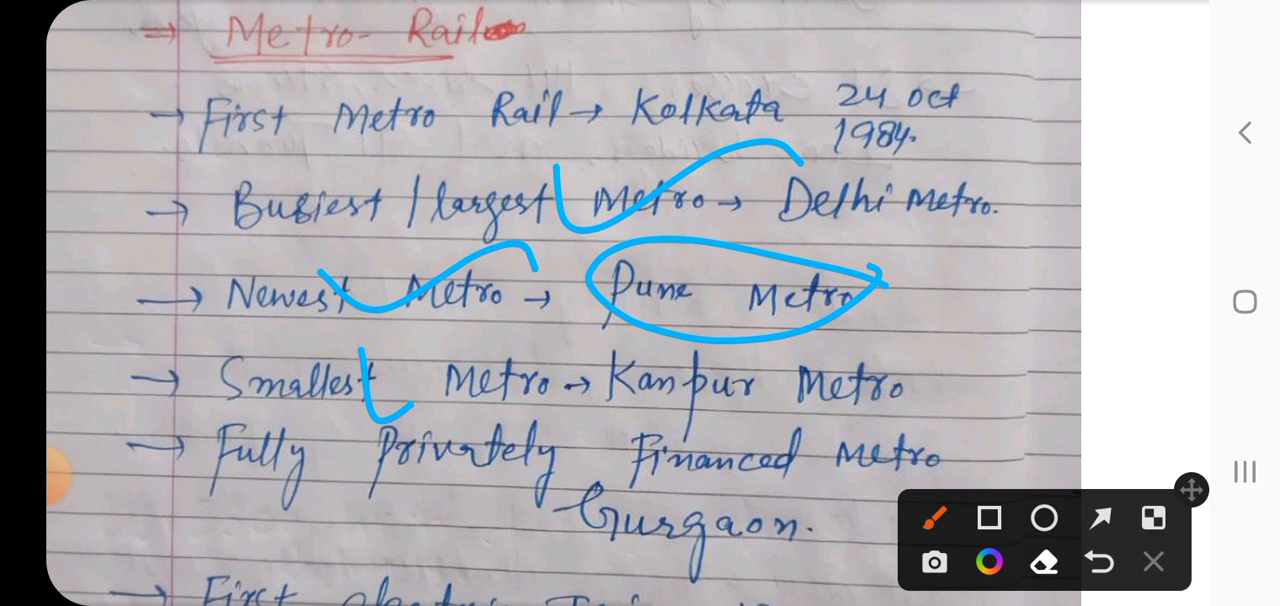 → Metro- Rail
→ First Metro Rail → Kolkata 24 Oct 1984.
→ Busiest / largest Metro → Delhi Metro.
→ Newest Metro → Pune Metro
→ Smallest Metro → Kanpur Metro
→ Fully Privately Financed Metro
Gurgaon.
→ First